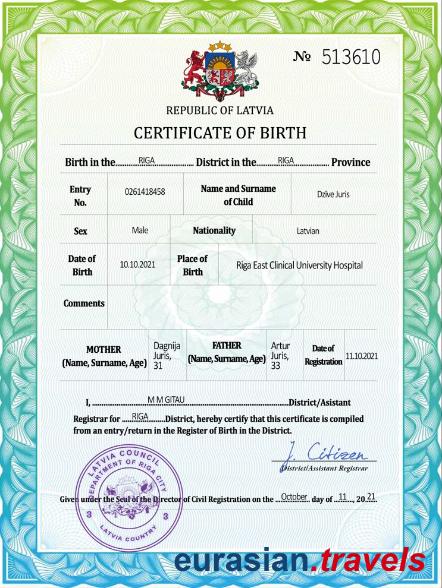 № 513610
REPUBLIC OF LATVIA
CERTIFICATE OF BIRTH
Birth in the RIGA District in the RIGA Province
Entry No. 0261418458 Name and Surname of Child Dzive Juris
Sex Male Nationality Latvian
Date of Birth 10.10.2021 Place of Birth Riga East Clinical University Hospital
Comments
MOTHER (Name, Surname, Age) Dagnija Juris, 31 FATHER (Name, Surname, Age) Artur Juris, 33 Date of Registration 11.10.2021
I, M M GITAU District/Asistant
Registrar for RIGA District, hereby certify that this certificate is compiled
from an entry/return in the Register of Birth in the District.
J. Citizen
District/Assistant Registrar
LATVIA COUNCIL
DEPARTMENT OF RIGA CITY
3 3
LATVIA COUNTRY
Given under the Seal of the Director of Civil Registration on the October day of 11, 2021
eurasian.travels